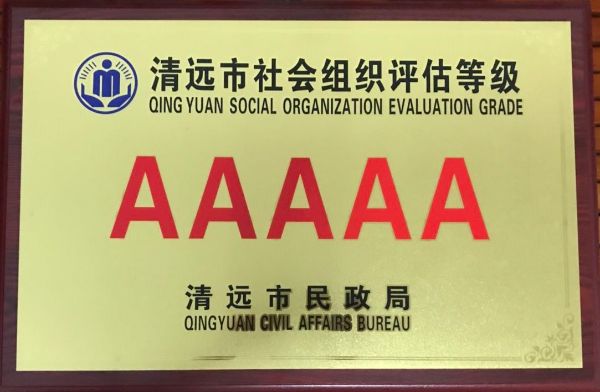 清远市社会组织评估等级
QING YUAN SOCIAL ORGANIZATION EVALUATION GRADE
AAAAA
清远市民政局
QINGYUAN CIVIL AFFAIRS BUREAU